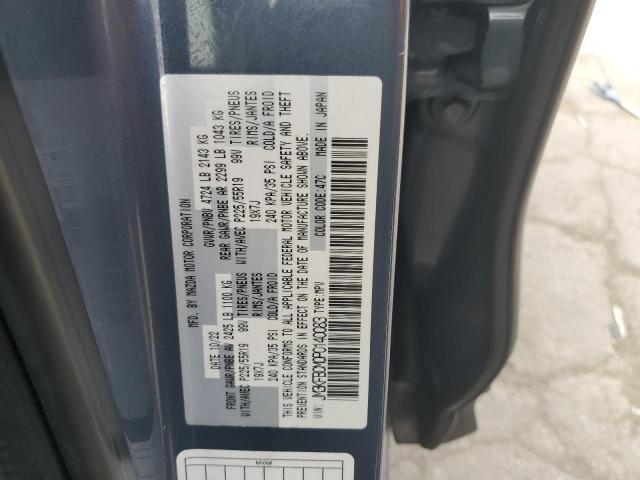 MFD. BY MAZDA MOTOR CORPORATION
DATE 10/22 GVWR/PNBV 4724 LB 2143 KG
FRONT GAWR/PNBE AV 2425 LB 1100 KG REAR GAWR/PNBE AR 2299 LB 1043 KG
WITH/AVEC P225/55R19 99V TIRES/PNEUS WITH/AVEC P225/55R19 99V TIRES/PNEUS
19X7J RIMS/JANTES 19X7J RIMS/JANTES
240 KPA/35 PSI COLD/A FROID 240 KPA/35 PSI COLD/A FROID
THIS VEHICLE CONFORMS TO ALL APPLICABLE FEDERAL MOTOR VEHICLE SAFETY AND THEFT
PREVENTION STANDARDS IN EFFECT ON THE DATE OF MANUFACTURE SHOWN ABOVE.
VIN: TYPE:MPV COLOR CODE:47C MADE IN JAPAN